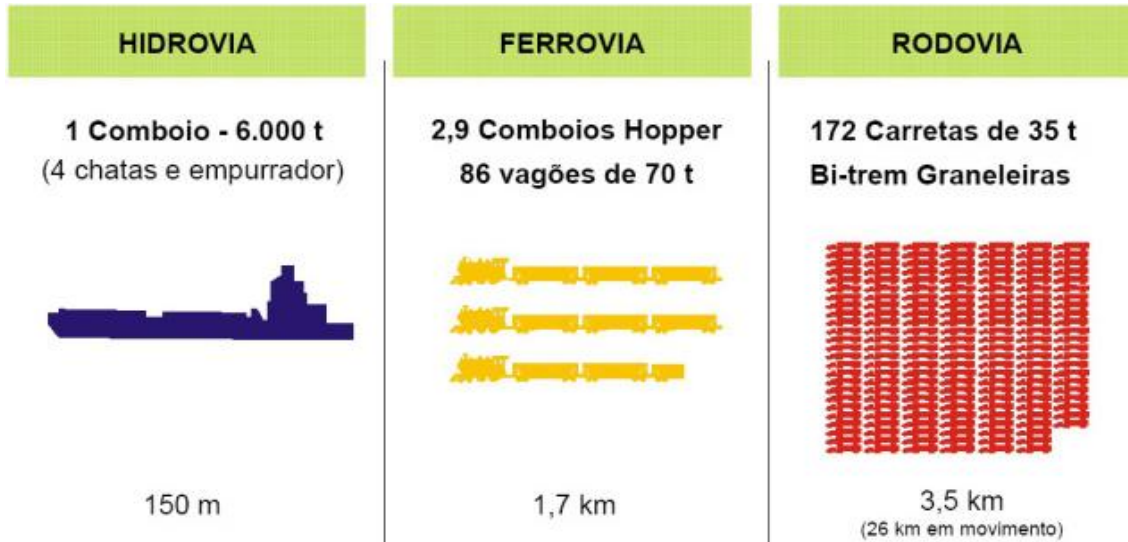 HIDROVIA
1 Comboio - 6.000 t
(4 chatas e empurrador)
150 m
FERROVIA
2,9 Comboios Hopper
86 vagões de 70 t
1,7 km
RODOVIA
172 Carretas de 35 t
Bi-trem Graneleiras
3,5 km
(26 km em movimento)